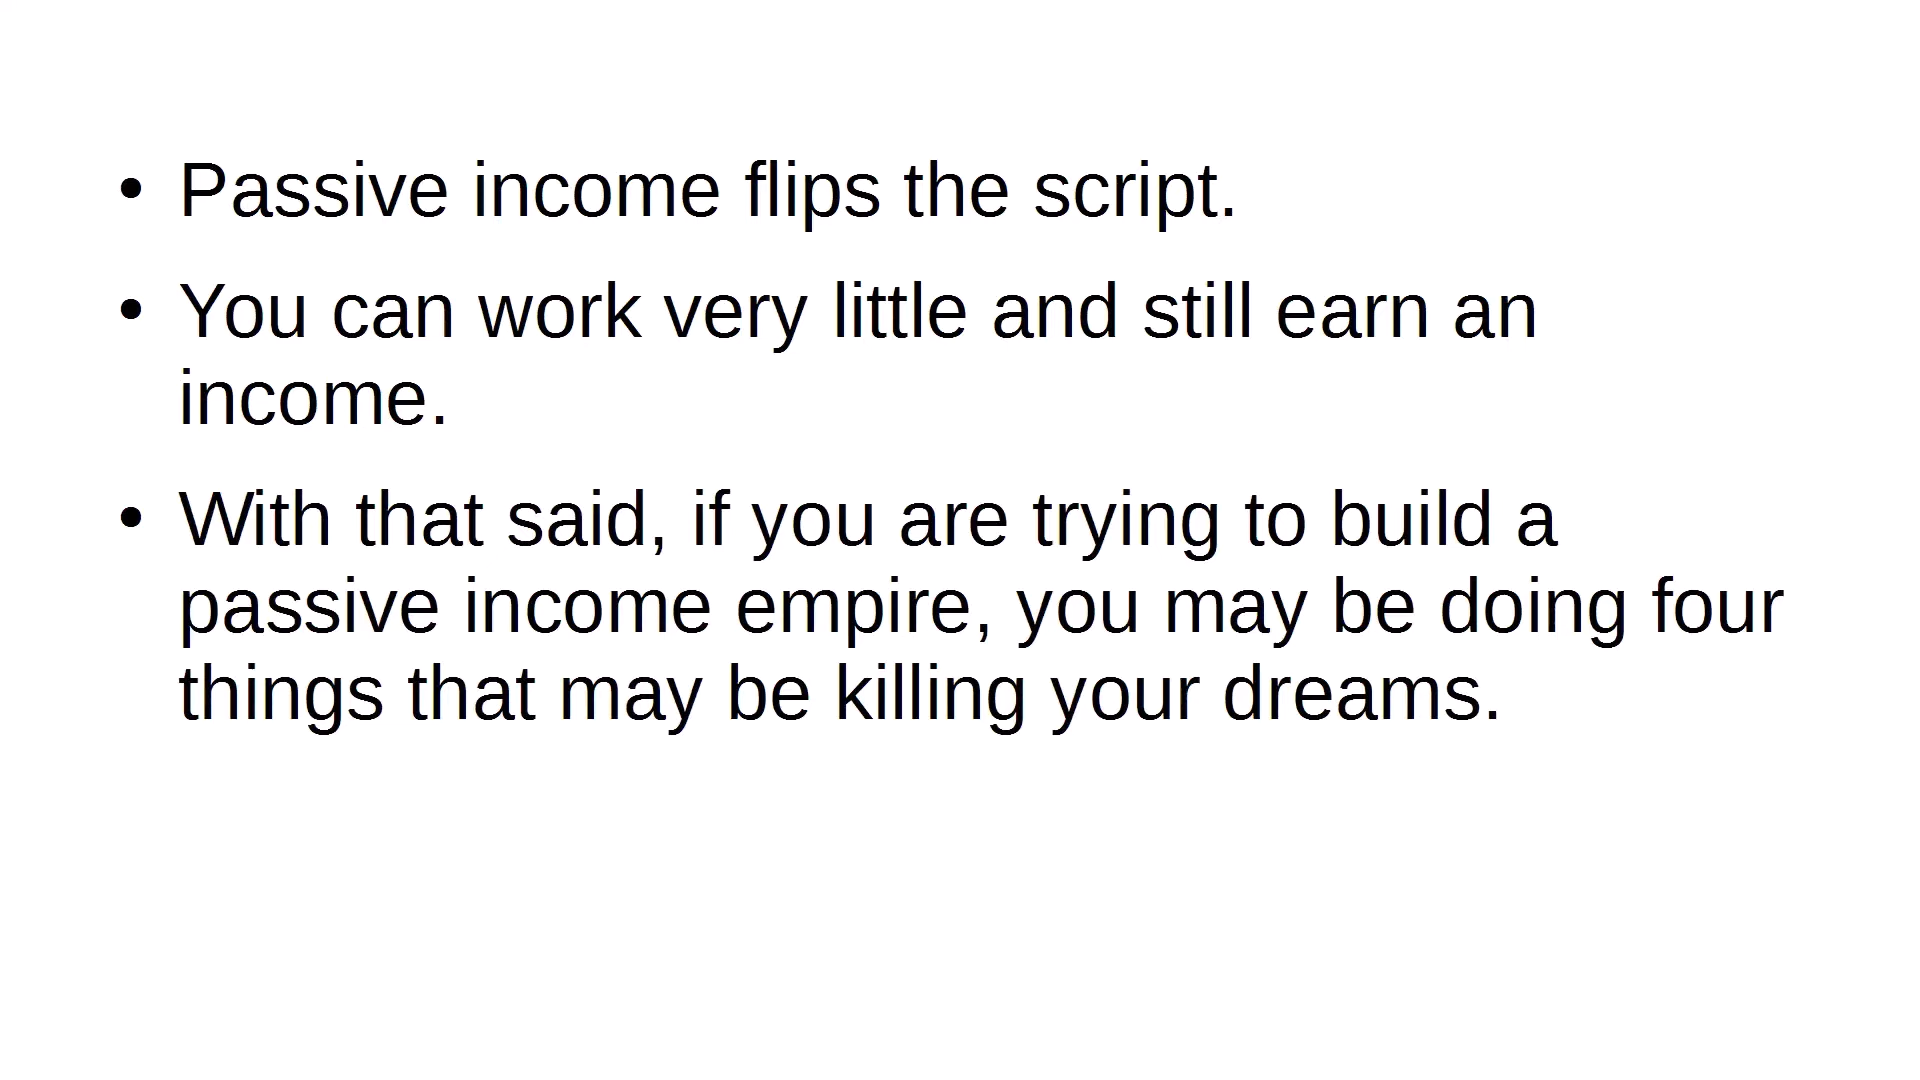 • Passive income flips the script.
• You can work very little and still earn an
income.
• With that said, if you are trying to build a
passive income empire, you may be doing four
things that may be killing your dreams.